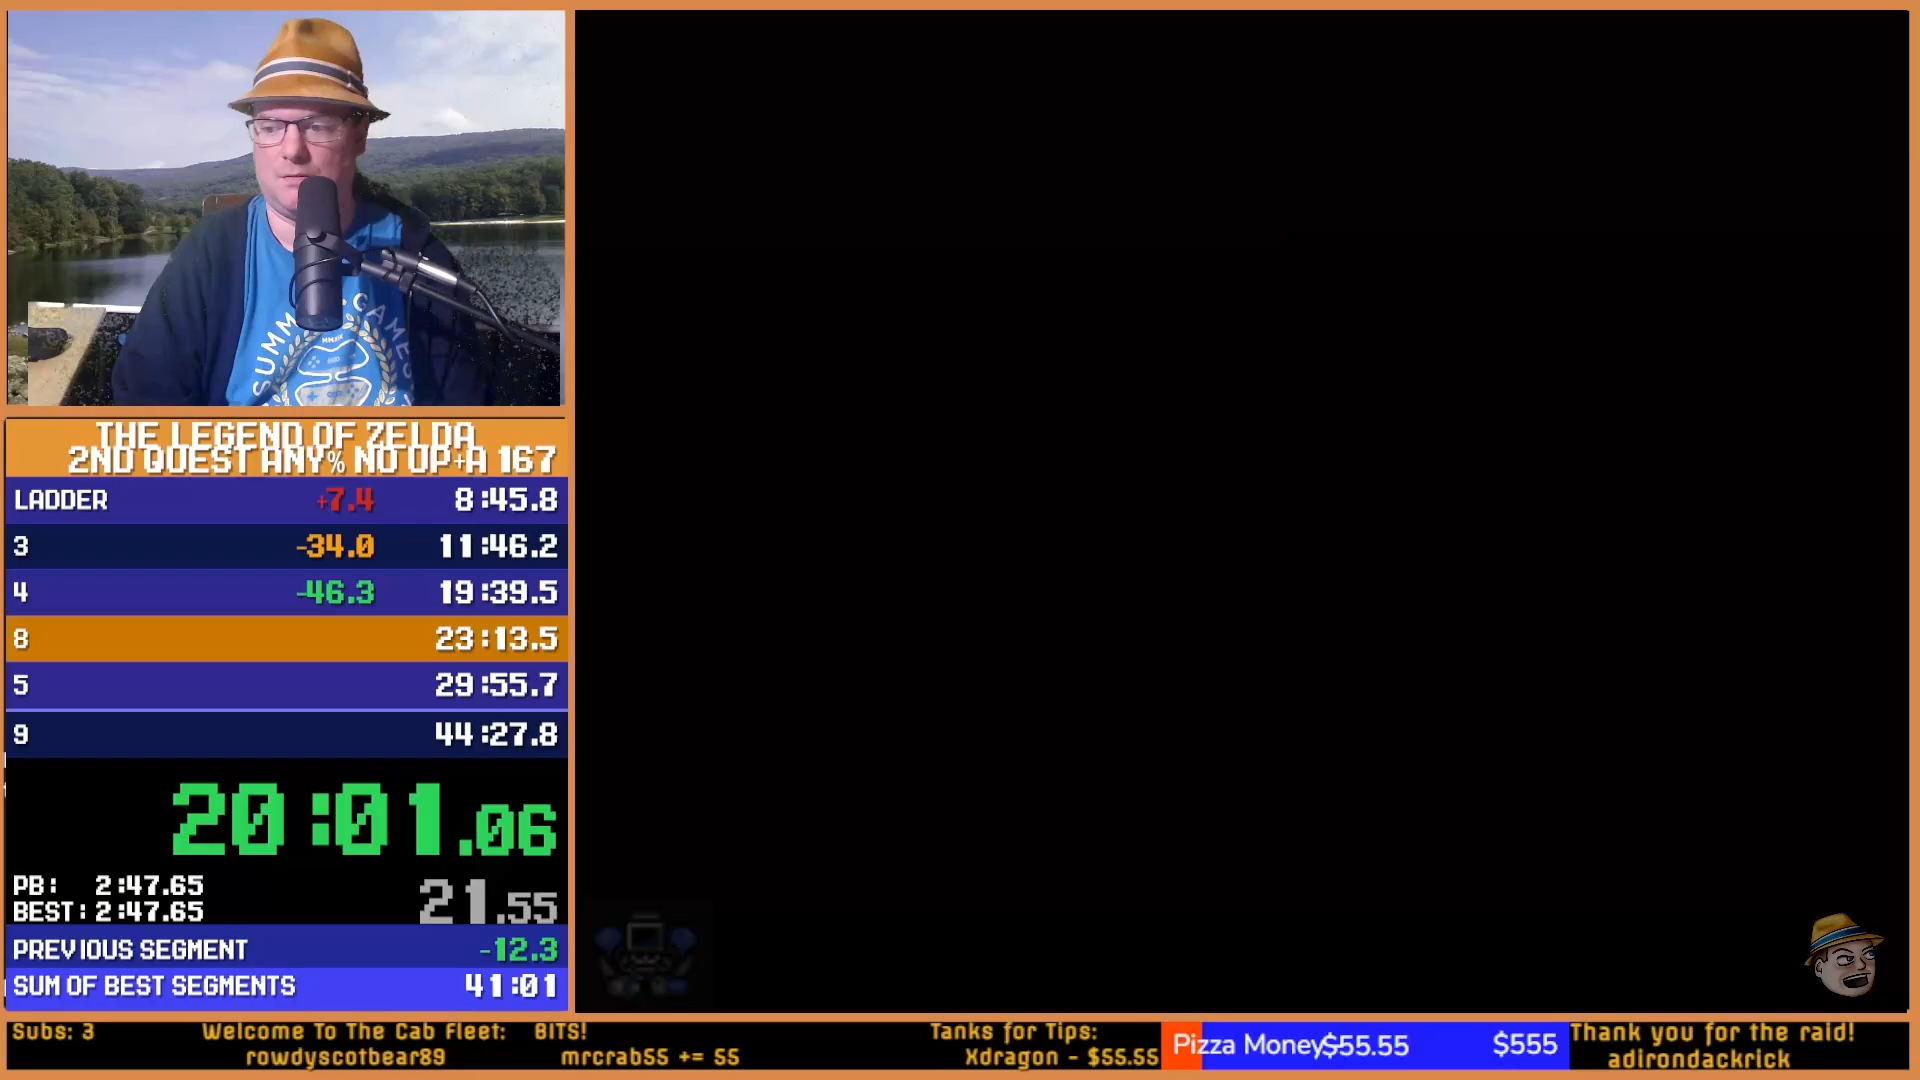 SUMM GAMES
THE LEGEND OF ZELDA
2ND QUEST ANY% NO UP+A 167
LADDER +7.4 8:45.8
3 -34.0 11:46.2
4 -46.3 19:39.5
8 23:13.5
5 29:55.7
9 44:27.8
20:01.06
PB: 2:47.65 21.55
BEST: 2:47.65
PREVIOUS SEGMENT -12.3
SUM OF BEST SEGMENTS 41:01
Subs: 3 Welcome To The Cab Fleet: BITS! Tanks for Tips: Pizza Money- $55.55 $555 Thank you for the raid!
rowdyscotbear89 mrcrab55 += 55 Xdragon - $55.55 adirondackrick